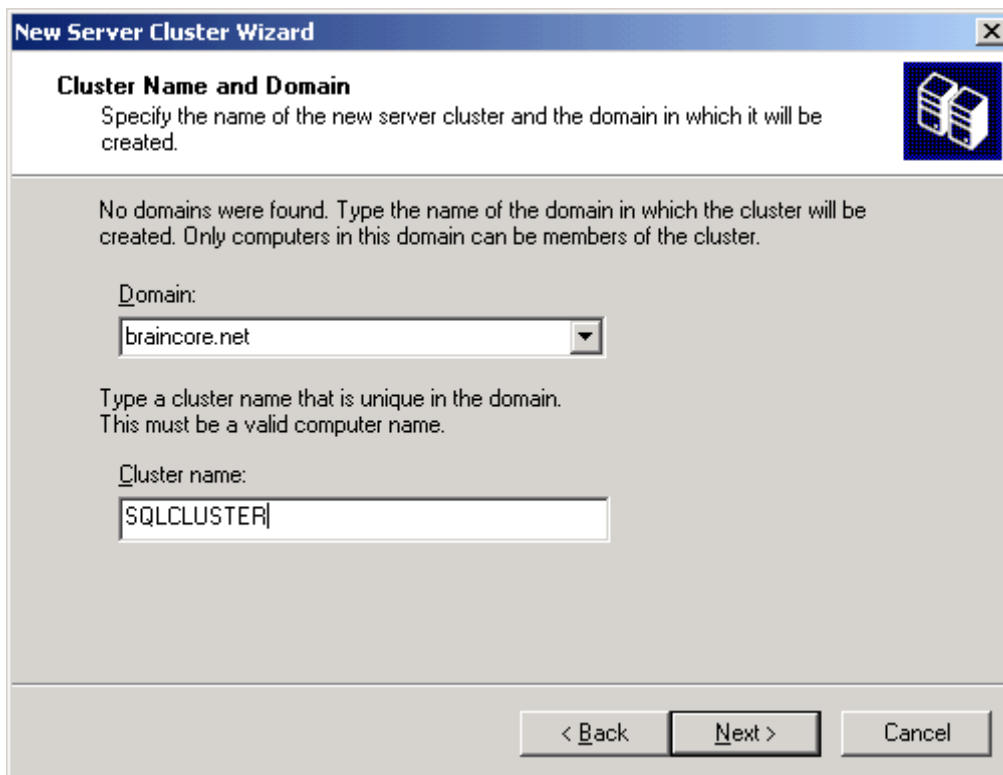 New Server Cluster Wizard
Cluster Name and Domain
Specify the name of the new server cluster and the domain in which it will be
created.
No domains were found. Type the name of the domain in which the cluster will be
created. Only computers in this domain can be members of the cluster.
Domain:
braincore.net
Type a cluster name that is unique in the domain.
This must be a valid computer name.
Cluster name:
SQLCLUSTER
< Back Next > Cancel